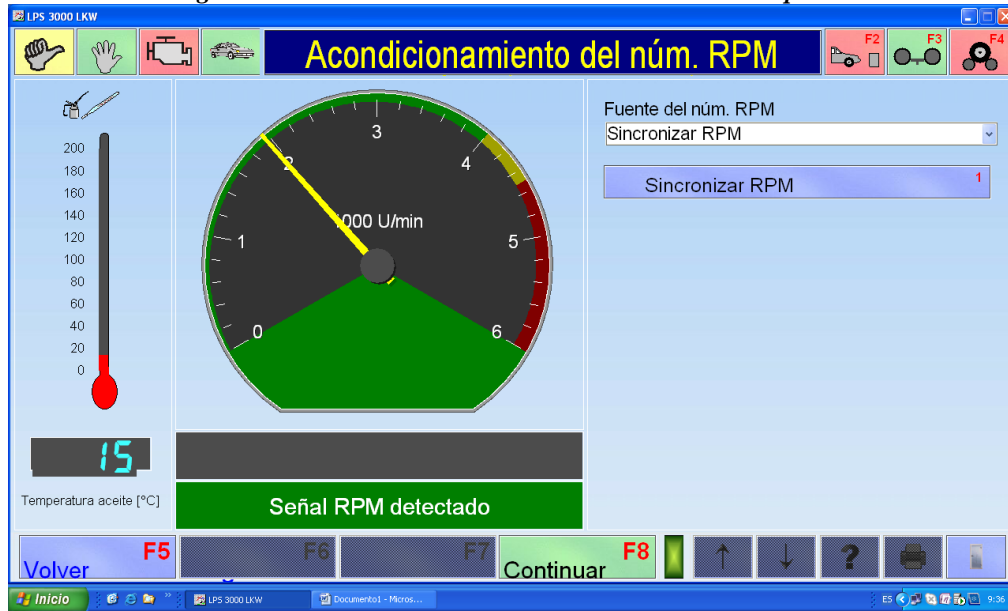 LPS 3000 LKW
Acondicionamiento del núm. RPM
F2
F3
F4
200
180
160
140
120
100
80
60
40
20
0
15
Temperatura aceite [°C]
0
1
2
3
4
5
6
1000 U/min
Señal RPM detectado
Fuente del núm. RPM
Sincronizar RPM
Sincronizar RPM
1
F5
Volver
F6
F7
F8
Continuar
?
Inicio
LPS 3000 LKW
Documento1 - Micros...
ES
9:36